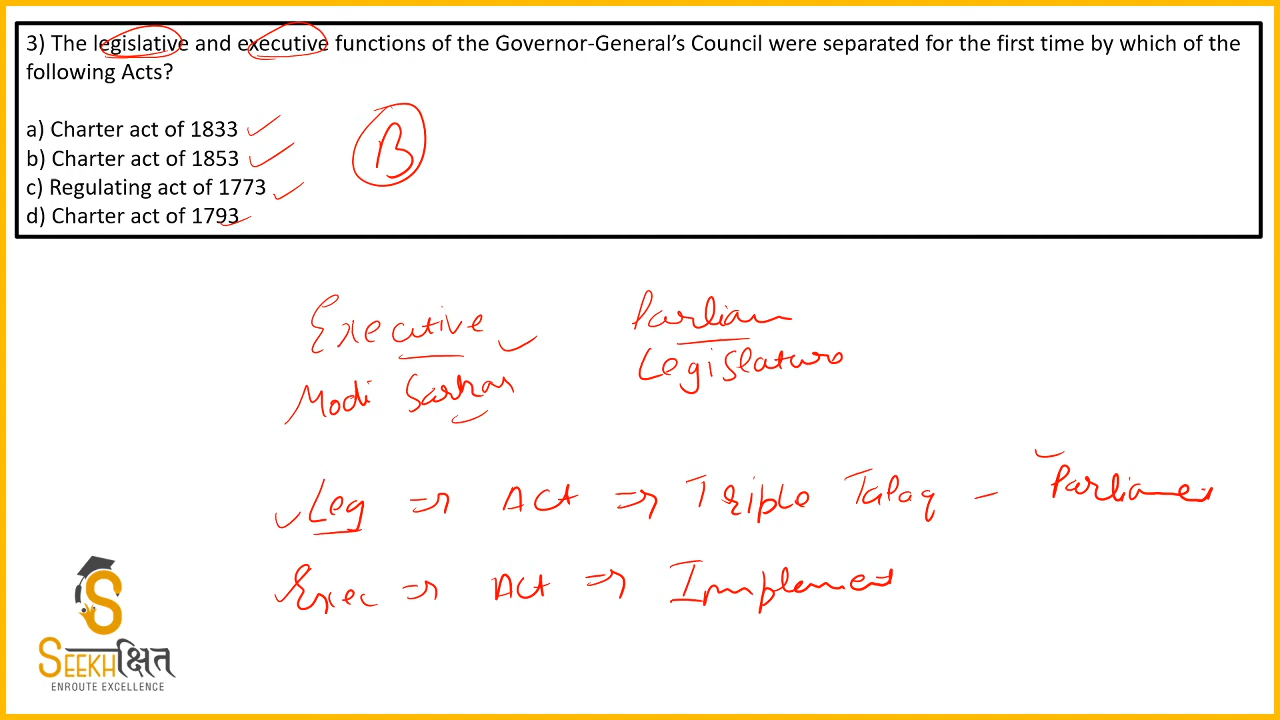 3) The legislative and executive functions of the Governor-General’s Council were separated for the first time by which of the
following Acts?
a) Charter act of 1833
b) Charter act of 1853
c) Regulating act of 1773
d) Charter act of 1793
B
Executive Parliam
Modi Sarkar Legislature
Leg ⇒ Act ⇒ Triple Talaq - Parliament
Exec ⇒ Act ⇒ Implement
SEEKHक्षित
ENROUTE EXCELLENCE